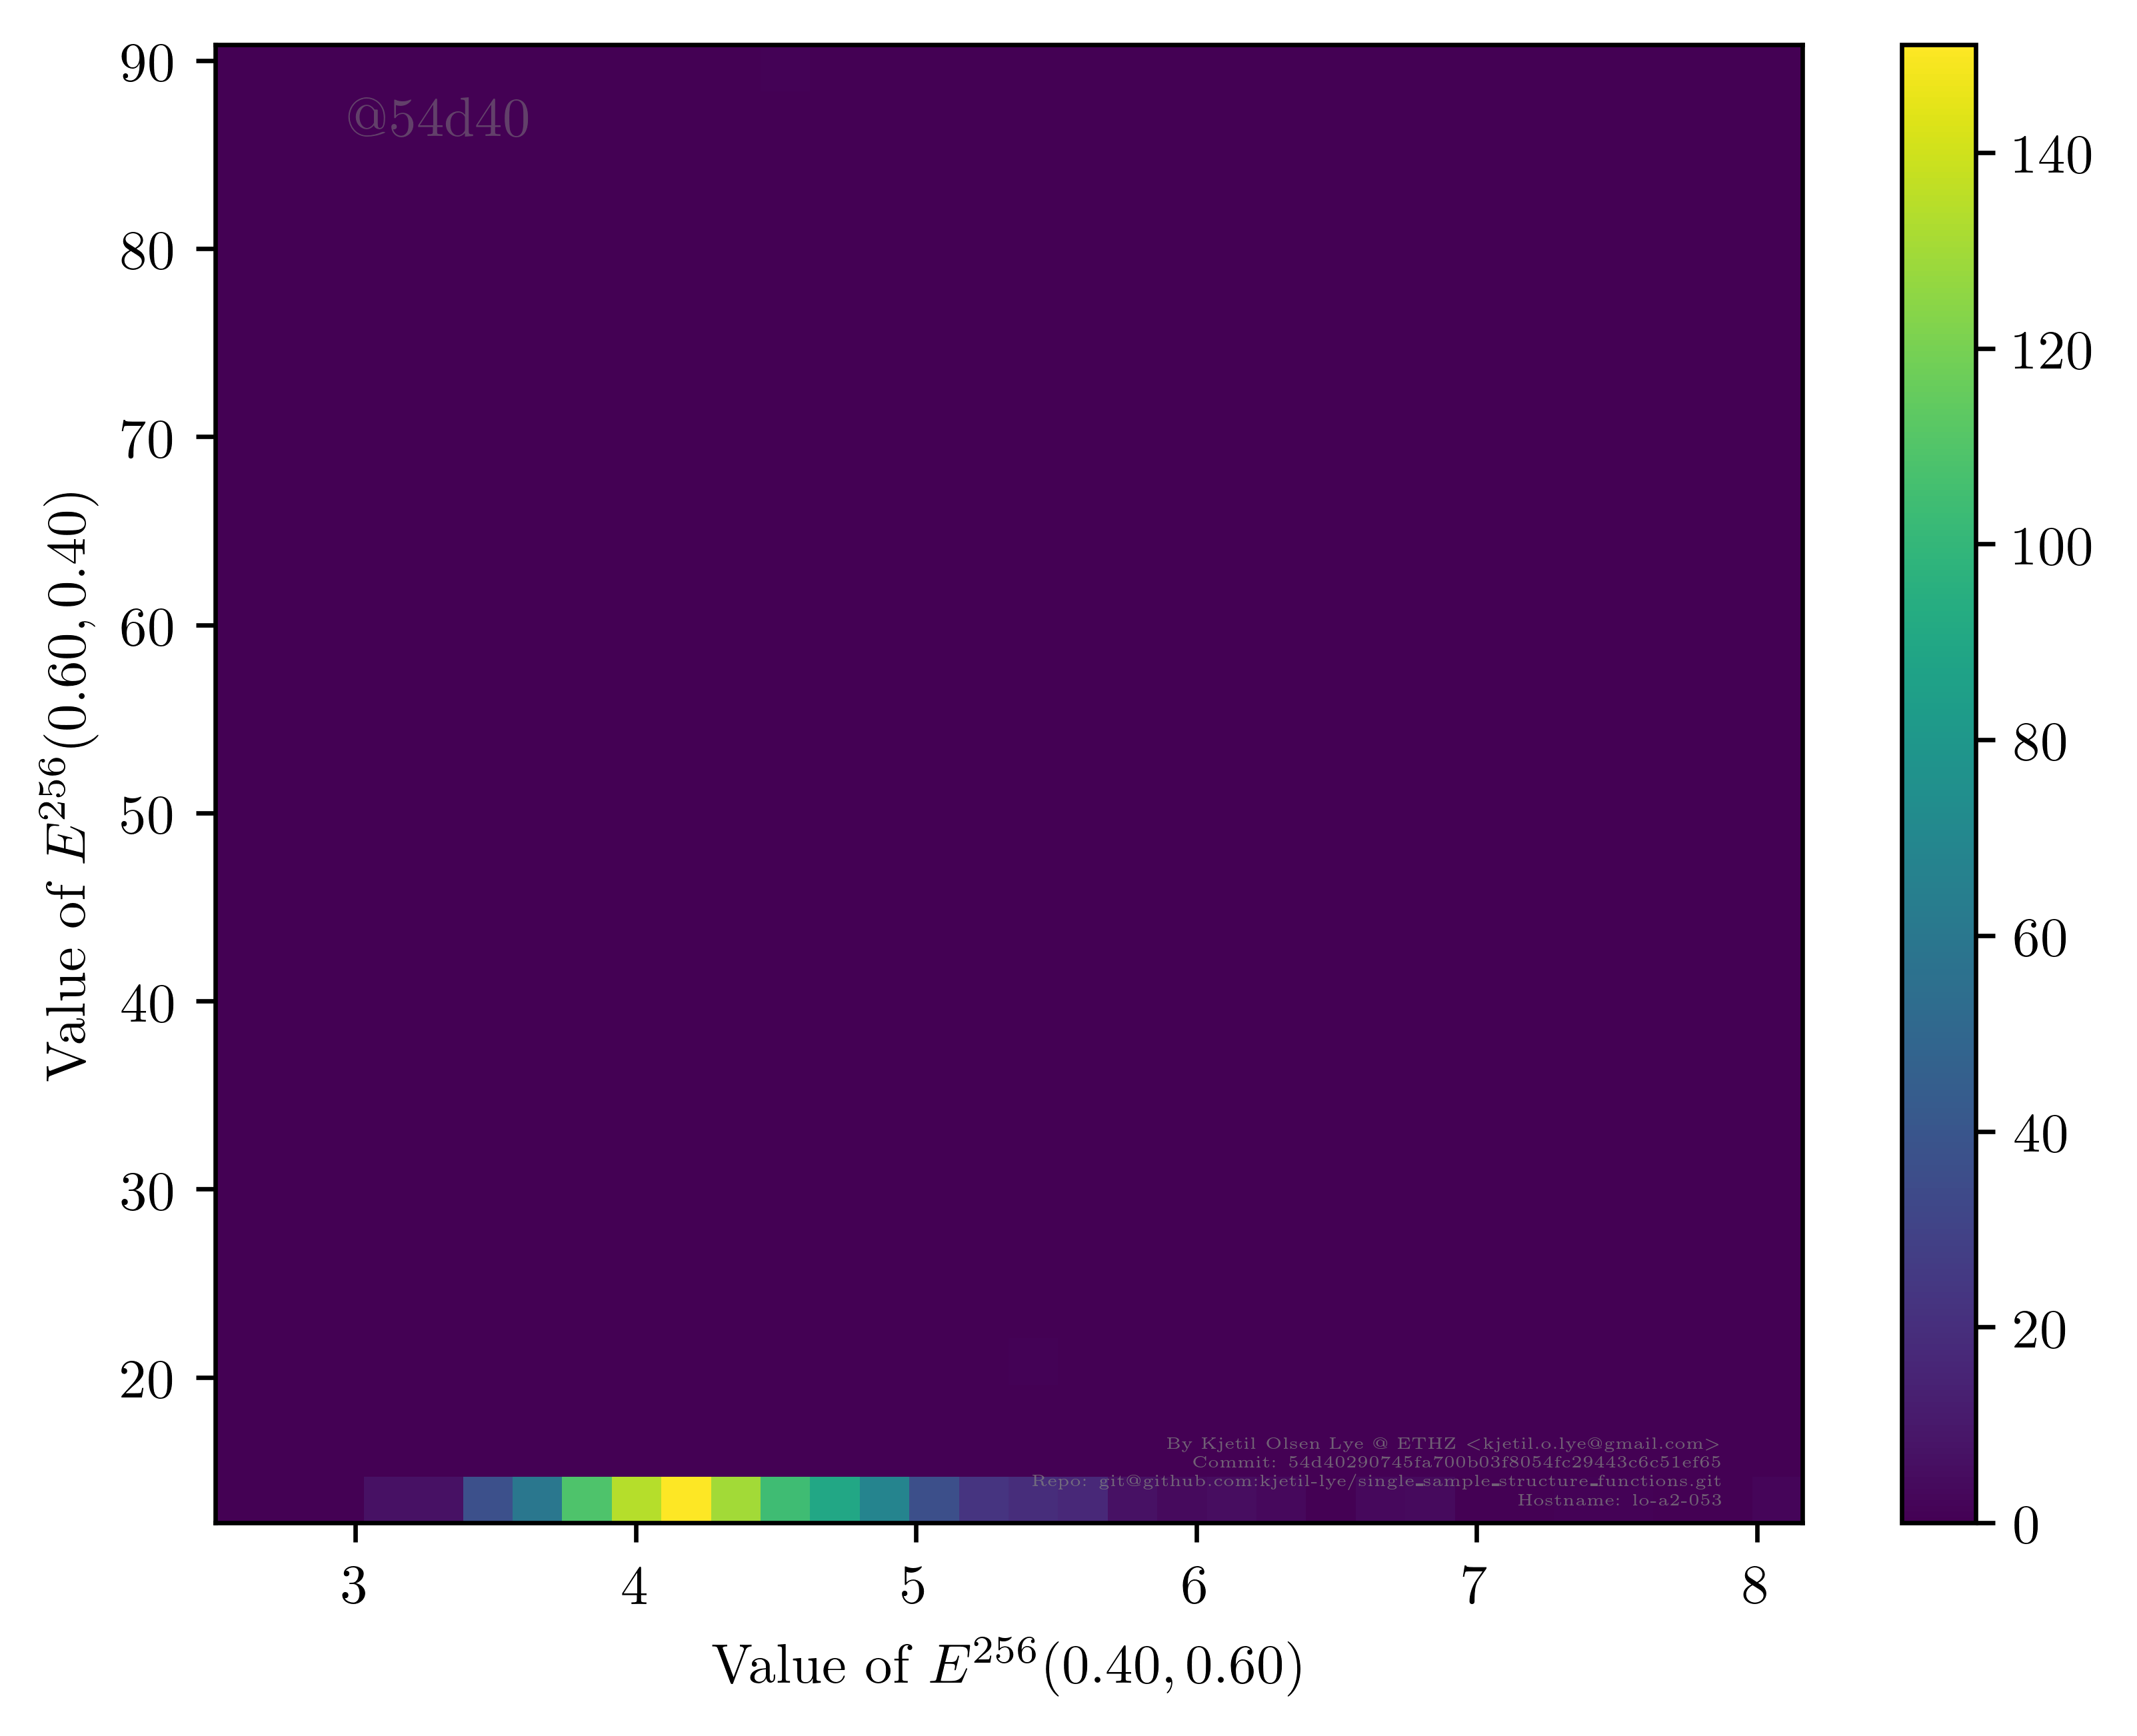 90
80
70
60
50
40
30
20
Value of E^256(0.60, 0.40)
@54d40
By Kjetil Olsen Lye @ ETHZ <kjetil.o.lye@gmail.com>
Commit: 54d40290745fa700b03f8054fc29443c6c51ef65
Repo: git@github.com:kjetil-lye/single_sample_structure_functions.git
Hostname: lo-a2-053
3 4 5 6 7 8
Value of E^256(0.40, 0.60)
140
120
100
80
60
40
20
0